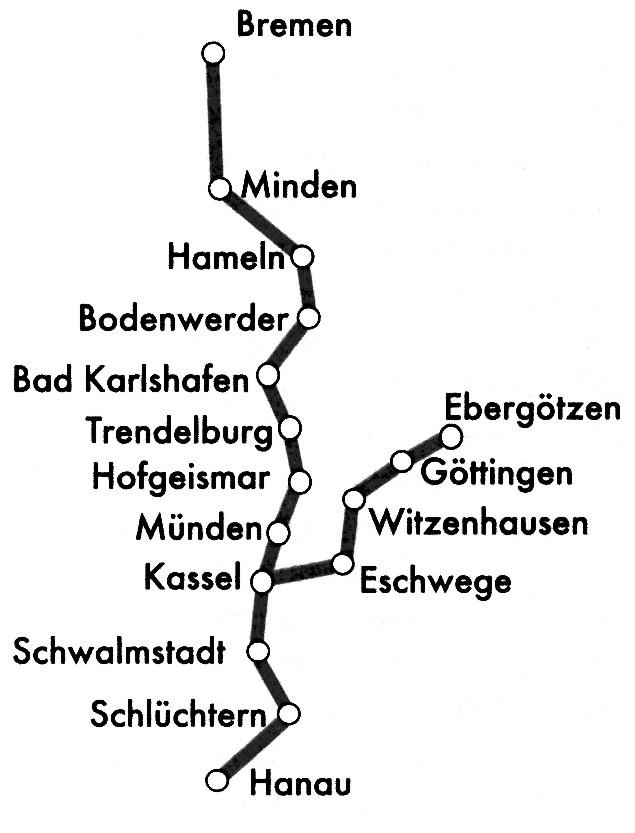 Bremen
Minden
Hameln
Bodenwerder
Bad Karlshafen
Trendelburg
Ebergötzen
Hofgeismar
Göttingen
Münden
Witzenhausen
Kassel
Eschwege
Schwalmstadt
Schlüchtern
Hanau